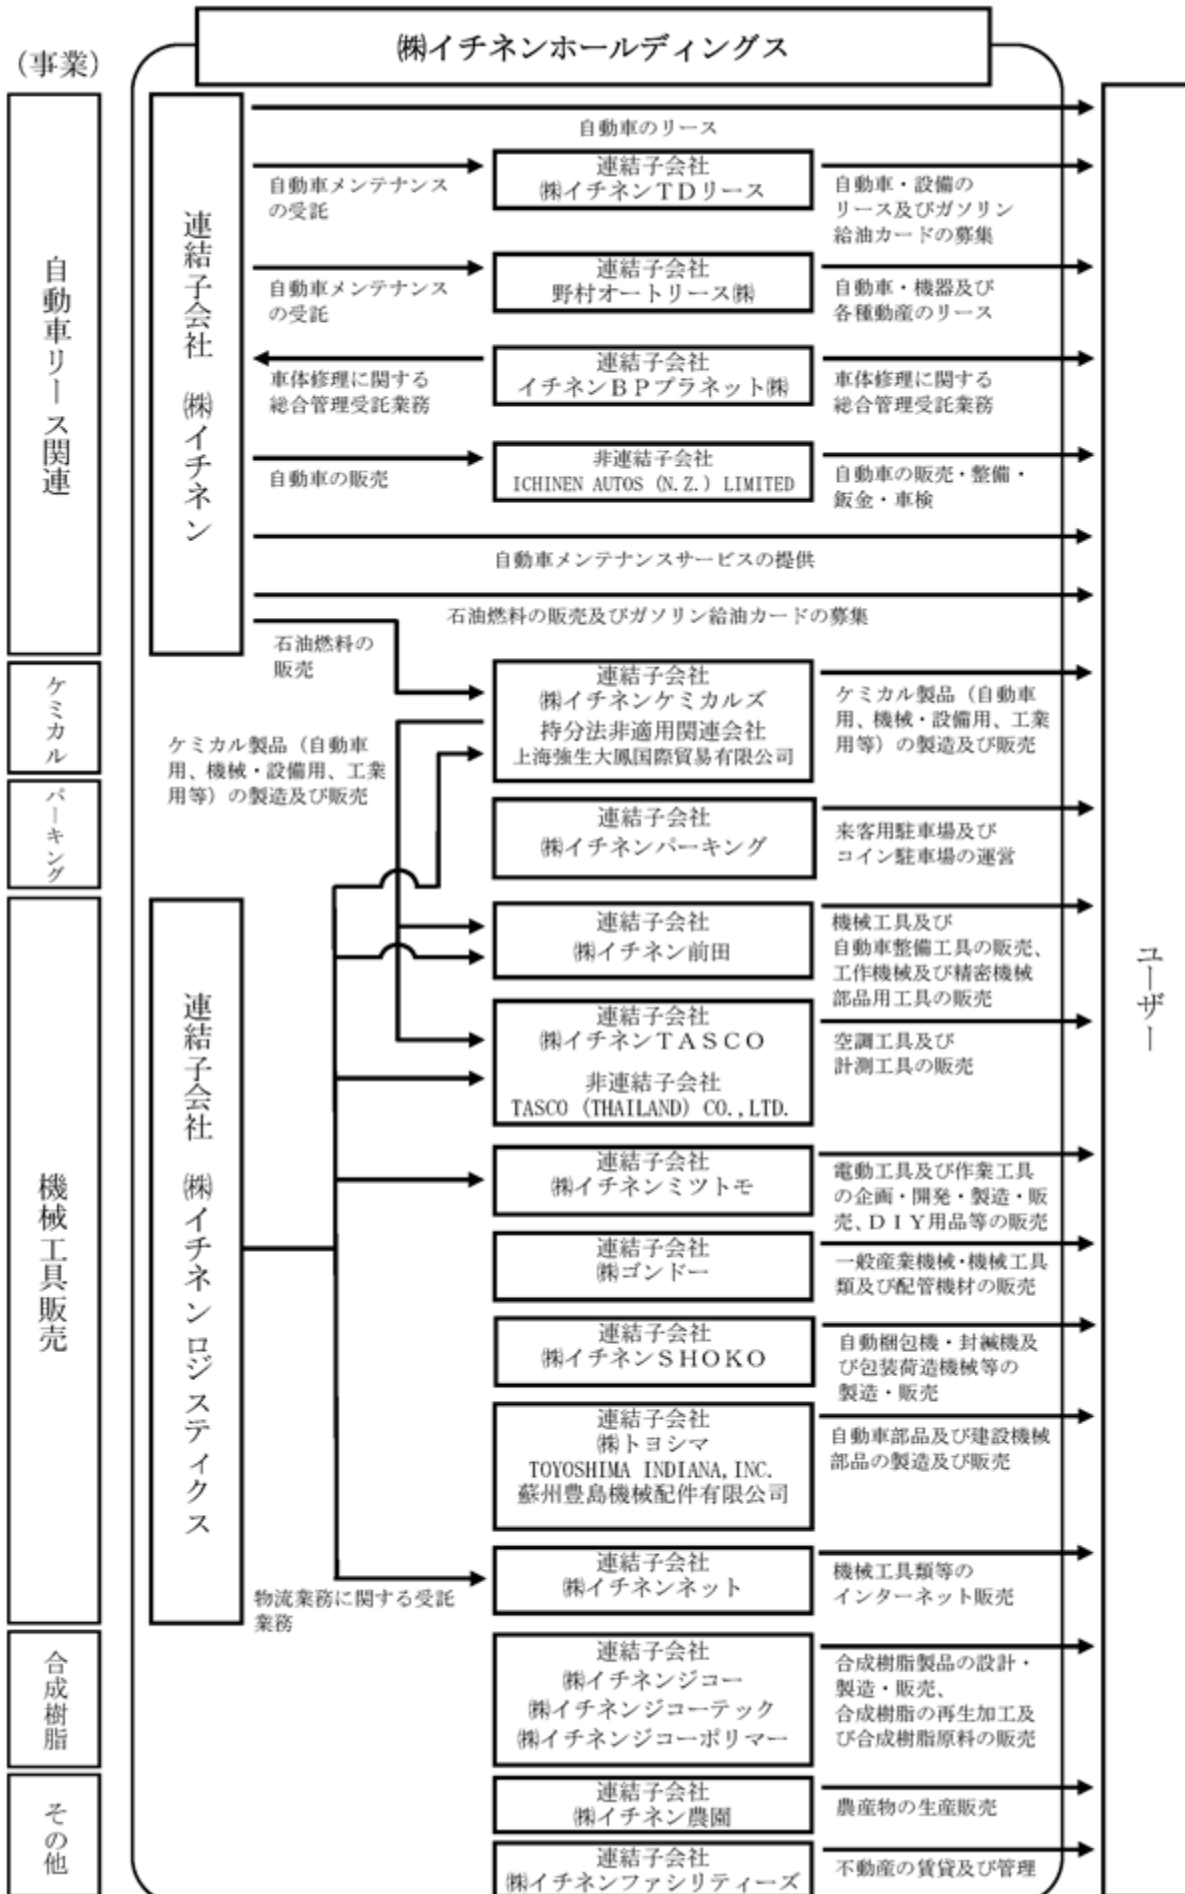 ㈱イチネンホールディングス
（事業）
自動車リース関連
連結子会社　㈱イチネン
自動車のリース
自動車メンテナンス
の受託
連結子会社
㈱イチネンＴＤリース
自動車・設備の
リース及びガソリン
給油カードの募集
自動車メンテナンス
の受託
連結子会社
野村オートリース㈱
自動車・機器及び
各種動産のリース
車体修理に関する
総合管理受託業務
連結子会社
イチネンＢＰプラネット㈱
車体修理に関する
総合管理受託業務
自動車の販売
非連結子会社
ICHINEN AUTOS (N.Z.) LIMITED
自動車の販売・整備・
鈑金・車検
自動車メンテナンスサービスの提供
石油燃料の販売及びガソリン給油カードの募集
石油燃料の
販売
ケミカル
連結子会社
㈱イチネンケミカルズ
持分法非適用関連会社
上海強生大鳳国際貿易有限公司
ケミカル製品（自動車
用、機械・設備用、工業
用等）の製造及び販売
ケミカル製品（自動車
用、機械・設備用、工業
用等）の製造及び販売
パーキング
連結子会社
㈱イチネンパーキング
来客用駐車場及び
コイン駐車場の運営
機械工具販売
連結子会社　㈱イチネンロジスティクス
連結子会社
㈱イチネン前田
機械工具及び
自動車整備工具の販売、
工作機械及び精密機械
部品用工具の販売
連結子会社
㈱イチネンＴＡＳＣＯ
非連結子会社
TASCO (THAILAND) CO.,LTD.
空調工具及び
計測工具の販売
連結子会社
㈱イチネンミツトモ
電動工具及び作業工具
の企画・開発・製造・販
売、ＤＩＹ用品等の販売
連結子会社
㈱ゴンドー
一般産業機械・機械工具
類及び配管機材の販売
連結子会社
㈱イチネンＳＨＯＫＯ
自動梱包機・封緘機及
び包装荷造機械等の
製造・販売
連結子会社
㈱トヨシマ
TOYOSHIMA INDIANA,INC.
蘇州豊島機械配件有限公司
自動車部品及び建設機械
部品の製造及び販売
連結子会社
㈱イチネンネット
機械工具類等の
インターネット販売
物流業務に関する受託
業務
合成樹脂
連結子会社
㈱イチネンジコー
㈱イチネンジコーテック
㈱イチネンジコーポリマー
合成樹脂製品の設計・
製造・販売、
合成樹脂の再生加工及
び合成樹脂原料の販売
その他
連結子会社
㈱イチネン農園
農産物の生産販売
連結子会社
㈱イチネンファシリティーズ
不動産の賃貸及び管理
ユーザー